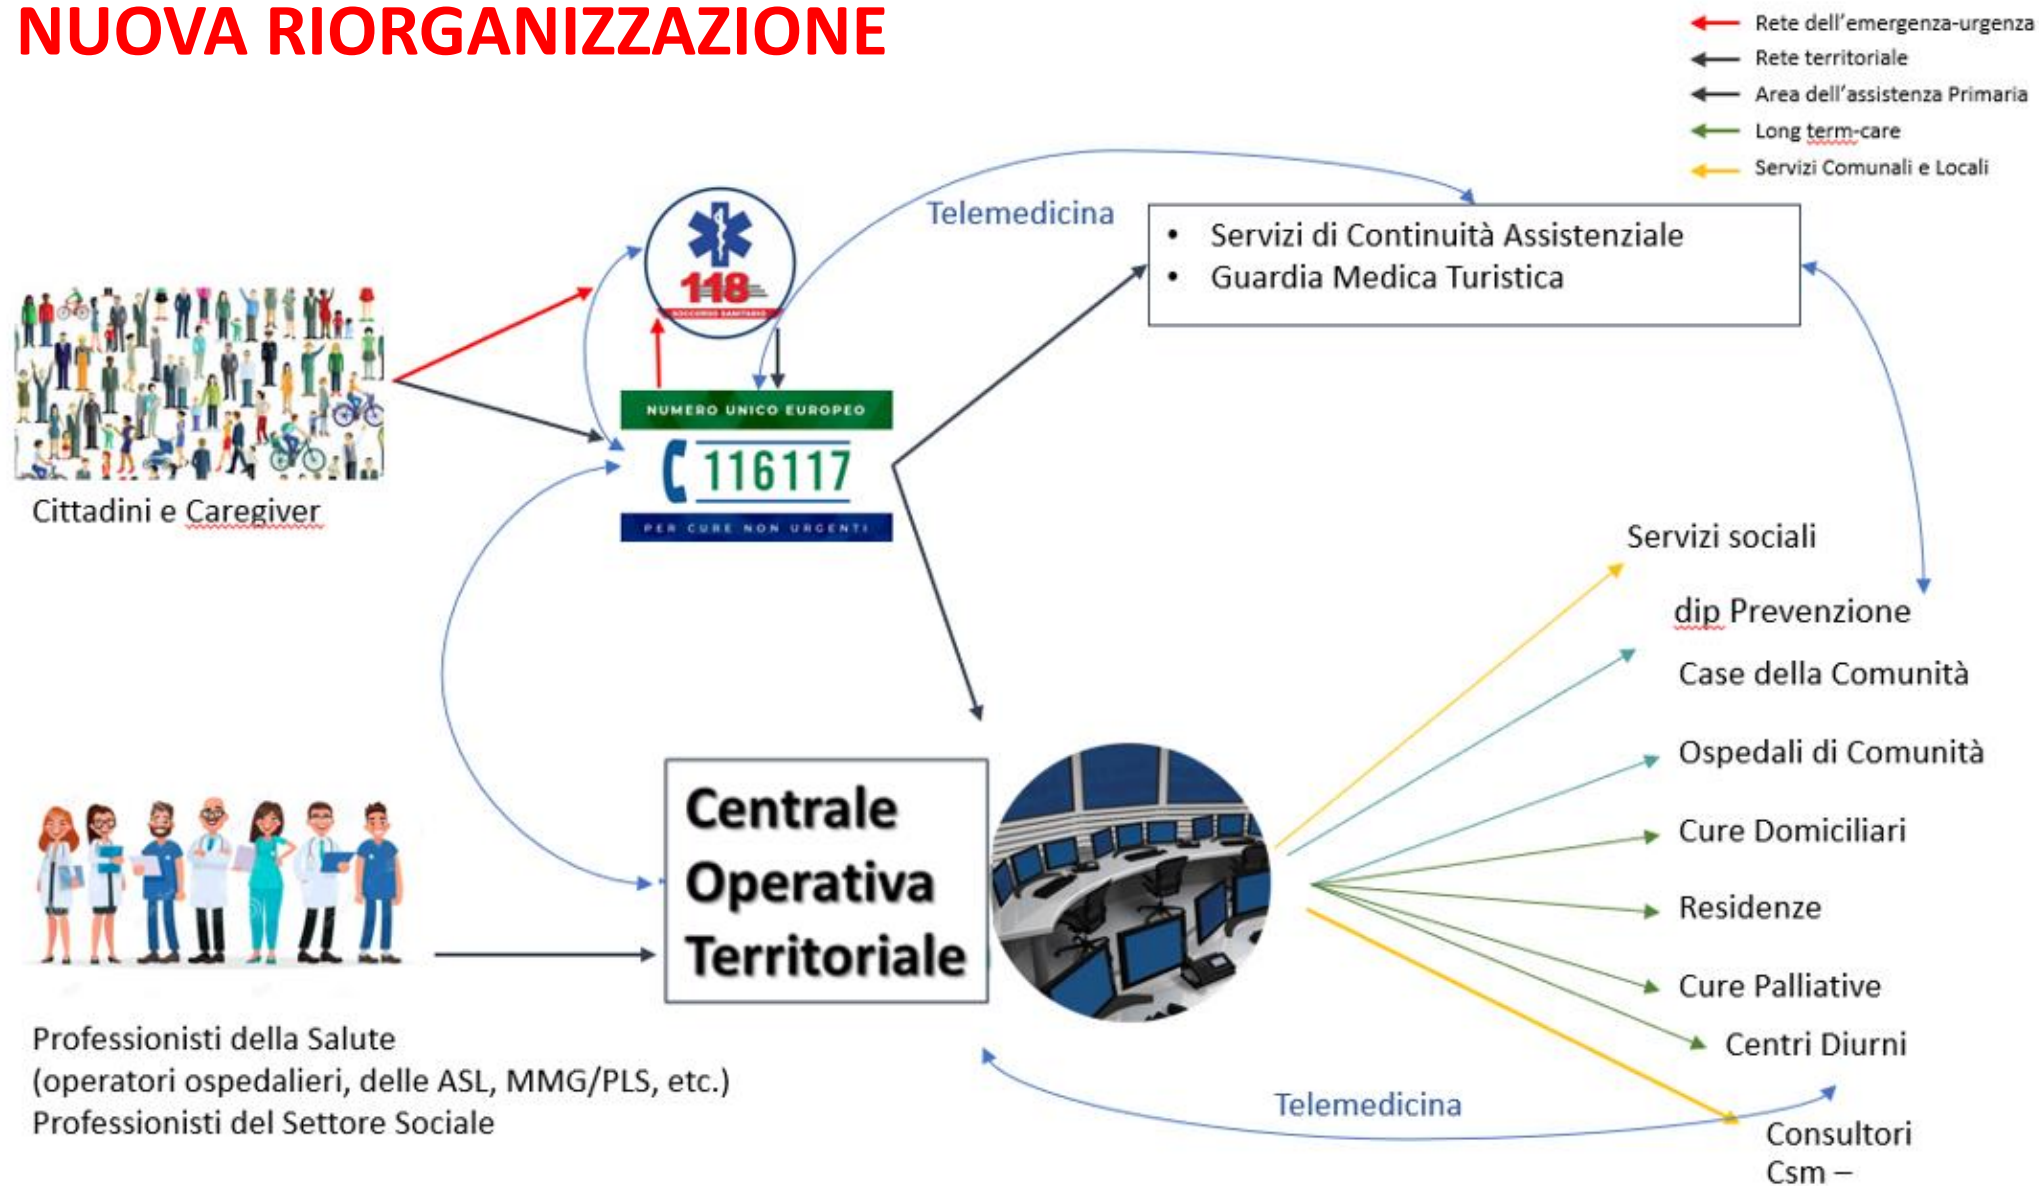 NUOVA RIORGANIZZAZIONE
Rete dell'emergenza-urgenza
Rete territoriale
Area dell'assistenza Primaria
Long term-care
Servizi Comunali e Locali
Telemedicina
• Servizi di Continuità Assistenziale
• Guardia Medica Turistica
118
SOCCORSO SANITARIO
NUMERO UNICO EUROPEO
116117
PER CURE NON URGENTI
Cittadini e Caregiver
Servizi sociali
dip Prevenzione
Case della Comunità
Ospedali di Comunità
Cure Domiciliari
Residenze
Cure Palliative
Centri Diurni
Consultori
Csm –
Centrale
Operativa
Territoriale
Professionisti della Salute
(operatori ospedalieri, delle ASL, MMG/PLS, etc.)
Professionisti del Settore Sociale
Telemedicina